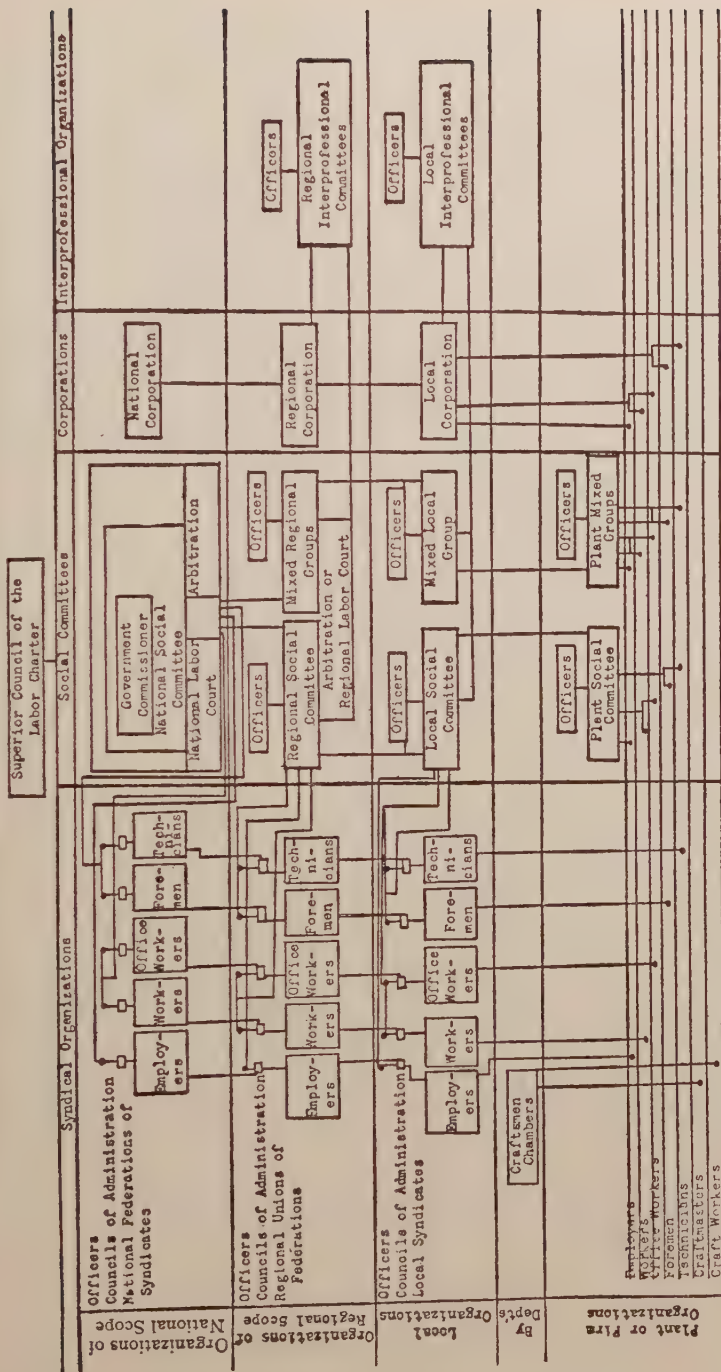 Superior Council of the
Labor Charter
Syndical Organizations
Social Committees
Corporations
Interprofessional Organizations
Organizations of
National Scope
Officers
Councils of Administration
National Federations of
Syndicates
Employ-
ers
Work-
ers
Office
Work-
ers
Fore-
men
Tech-
ni-
cians
Government
Commissioner
National Social
Committee
National Labor
Court
Arbitration
National
Corporation
Organizations of
Regional Scope
Officers
Councils of Administration
Regional Unions of
Federations
Employ-
ers
Work-
ers
Office
Work-
ers
Fore-
men
Tech-
ni-
cians
Officers
Regional Social
Committee
Officers
Mixed Regional
Groups
Arbitration or
Regional Labor Court
Regional
Corporation
Officers
Regional
Interprofessional
Committees
Local
Organizations
Officers
Councils of Administration
Local Syndicates
Employ-
ers
Work-
ers
Office
Work-
ers
Fore-
men
Tech-
ni-
cians
Officers
Local Social
Committee
Officers
Mixed Local
Group
Local
Corporation
Officers
Local
Interprofessional
Committees
By
Dept's
Craftsmen
Chambers
Plant or Firm
Organizations
Officers
Plant Social
Committee
Officers
Plant Mixed
Groups
Employers
Workers
Office Workers
Foremen
Technicians
Craftmasters
Craft Workers